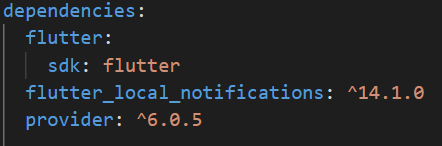 dependencies:
  flutter:
    sdk: flutter
  flutter_local_notifications: ^14.1.0
  provider: ^6.0.5